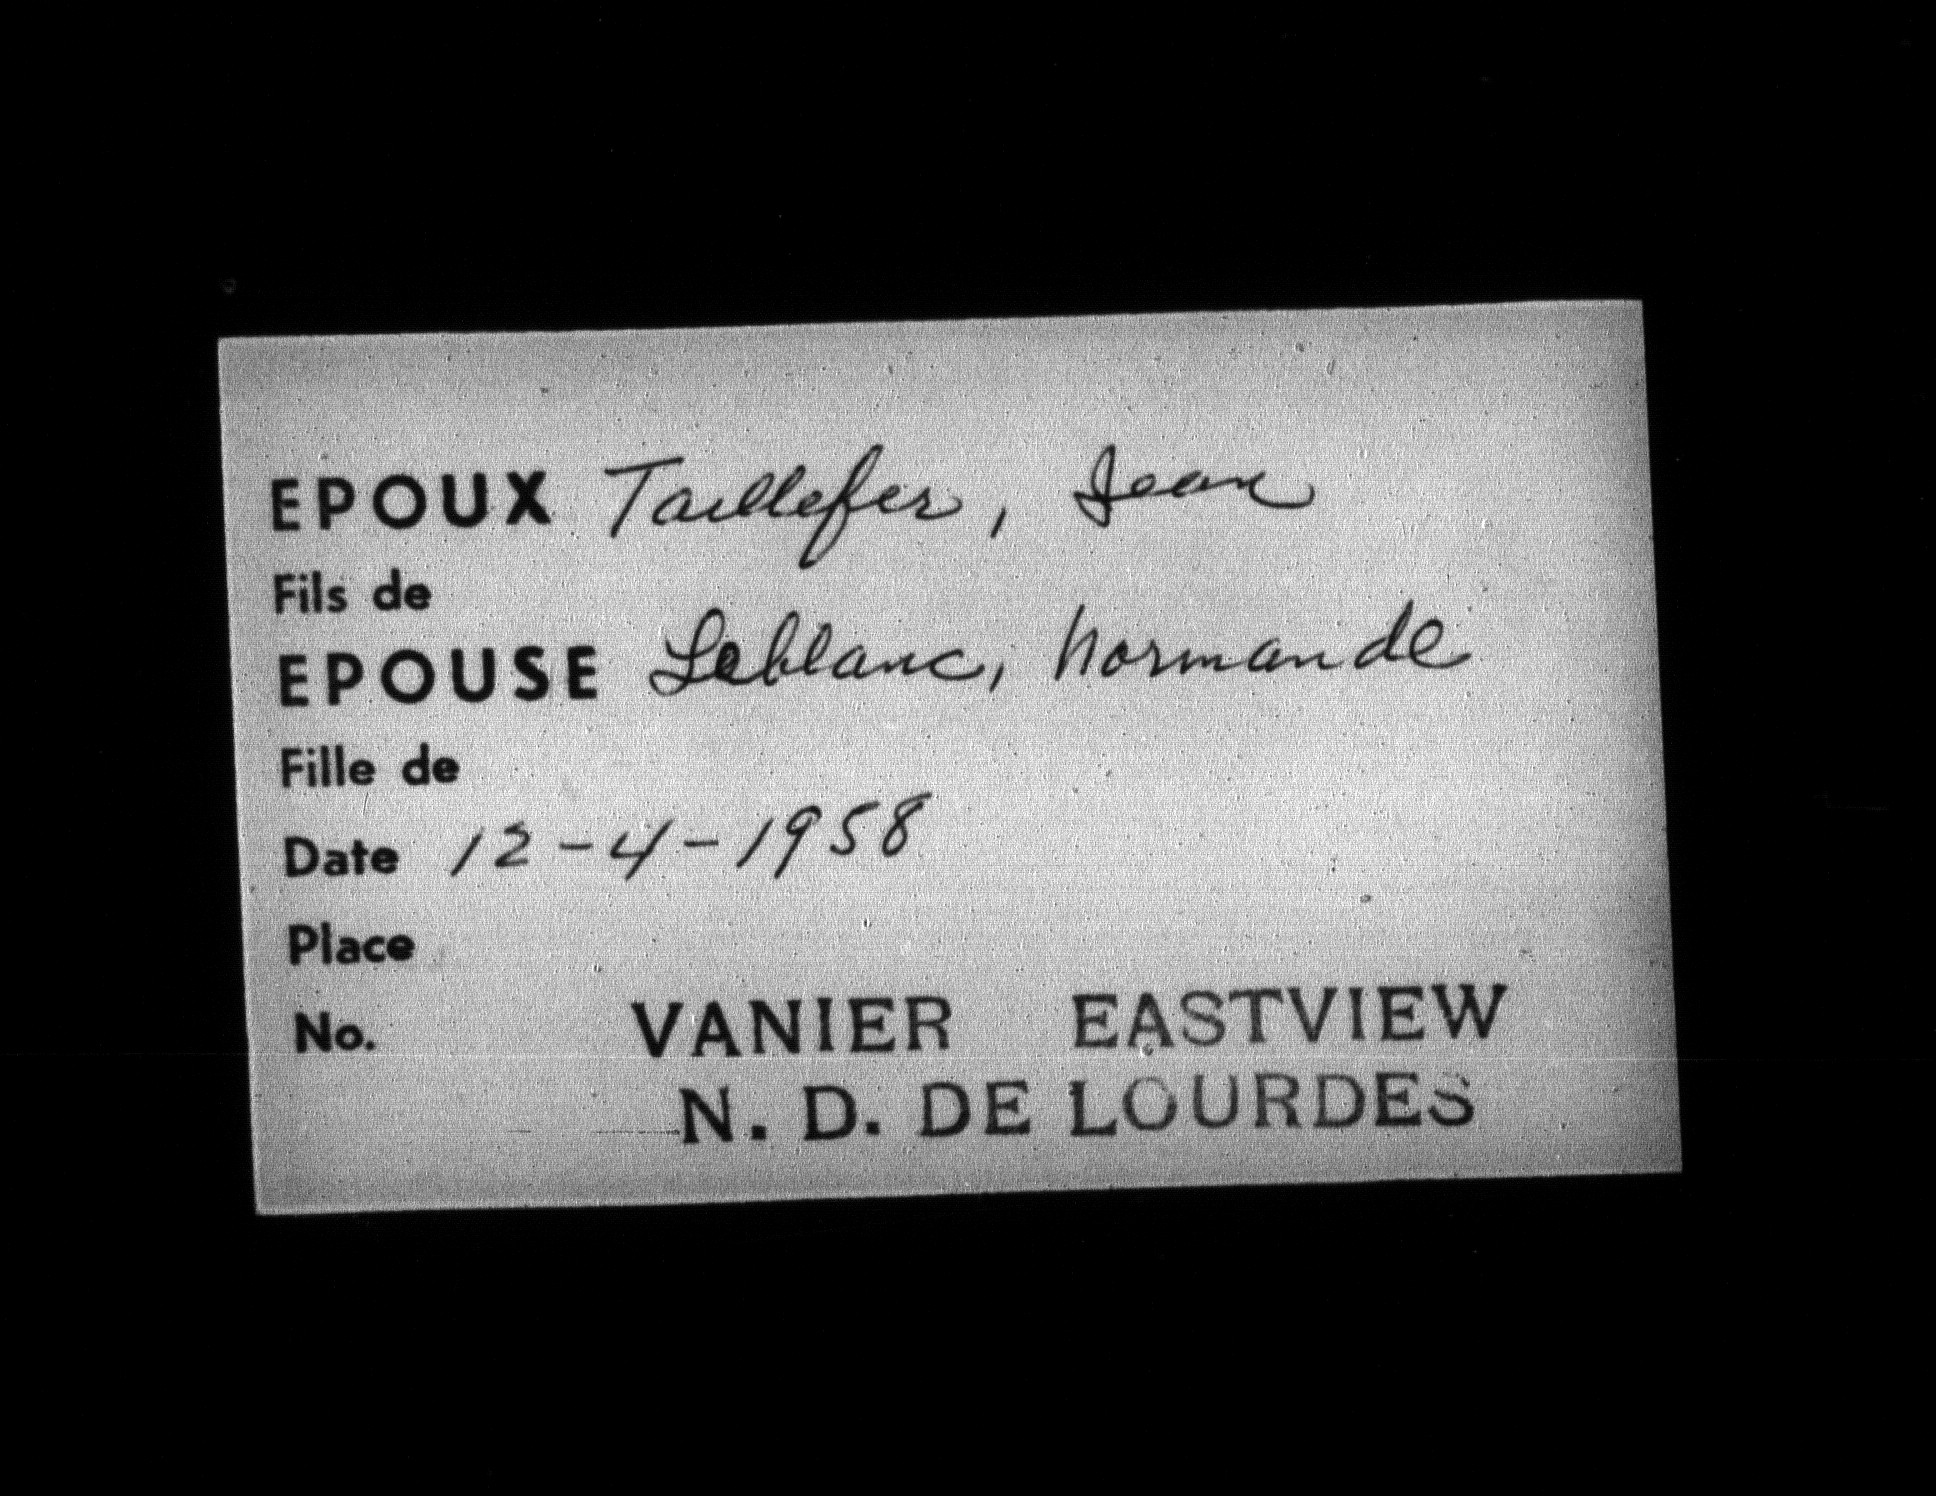 EPOUX Taillefer, Jean
Fils de
EPOUSE Leblanc, Normande
Fille de
Date 12-4-1958
Place
No. VANIER EASTVIEW
N. D. DE LOURDES